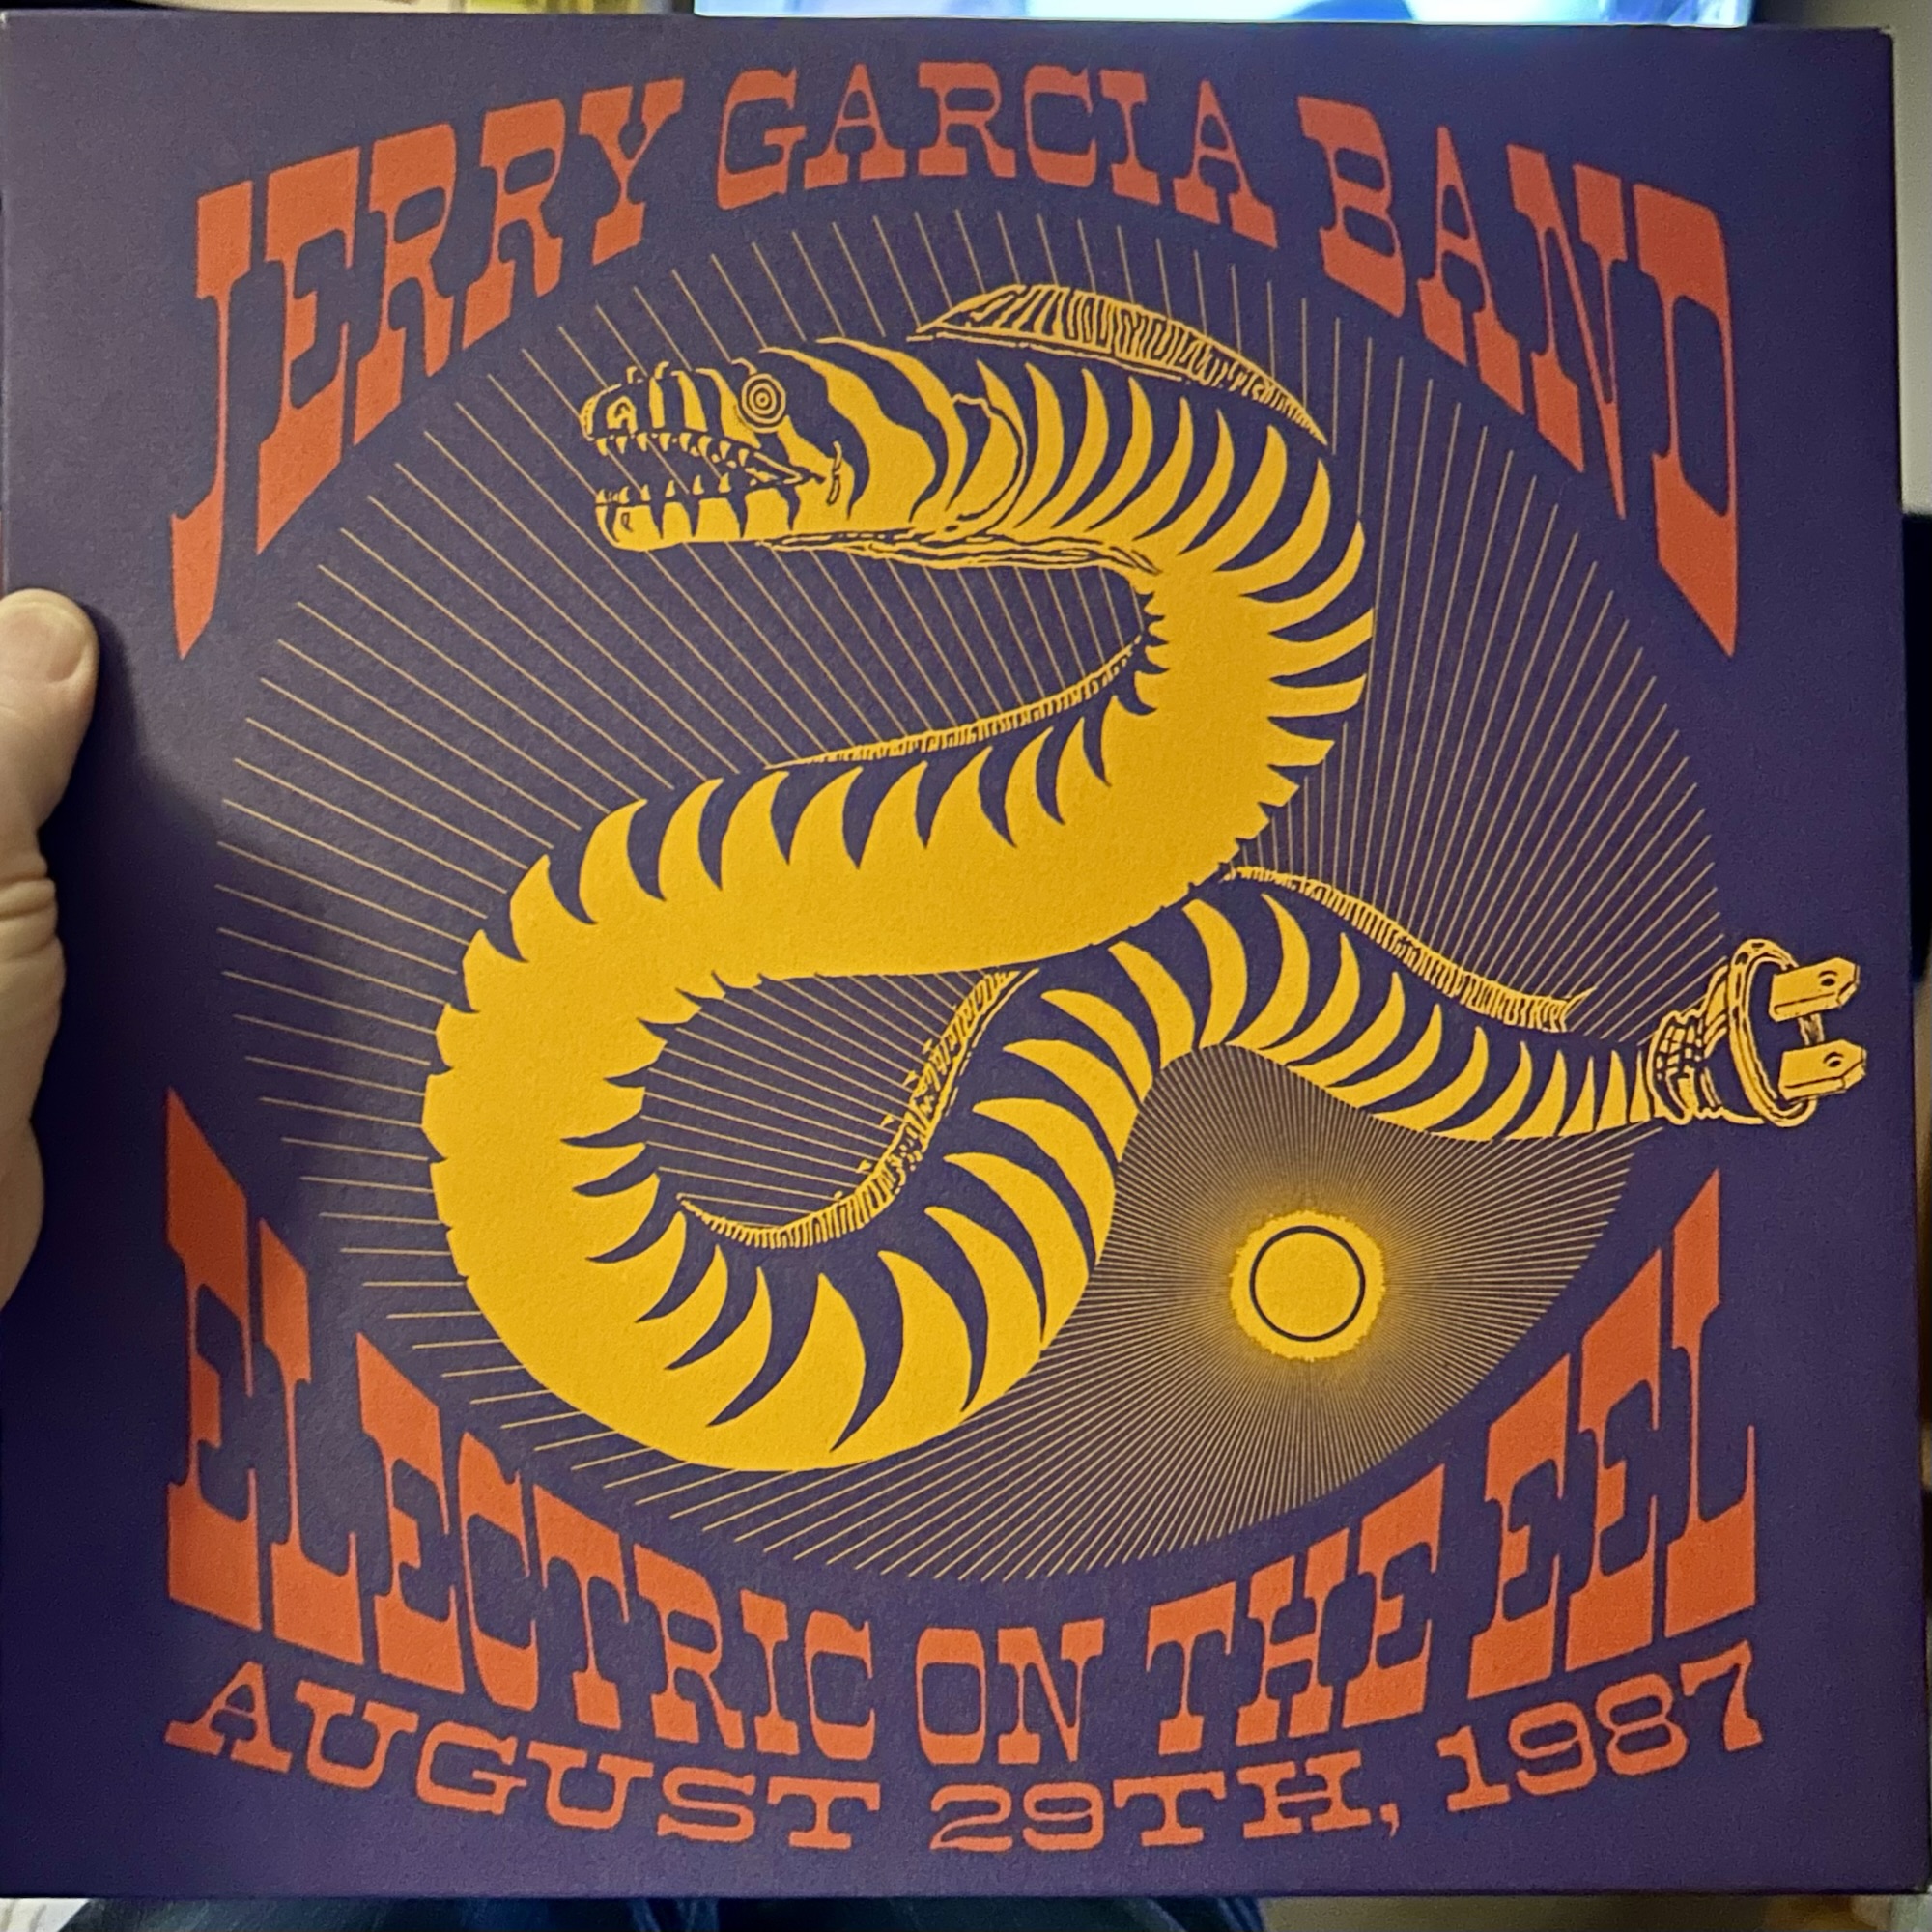 JERRY GARCIA BAND
ELECTRIC ON THE EEL
AUGUST 29TH, 1987